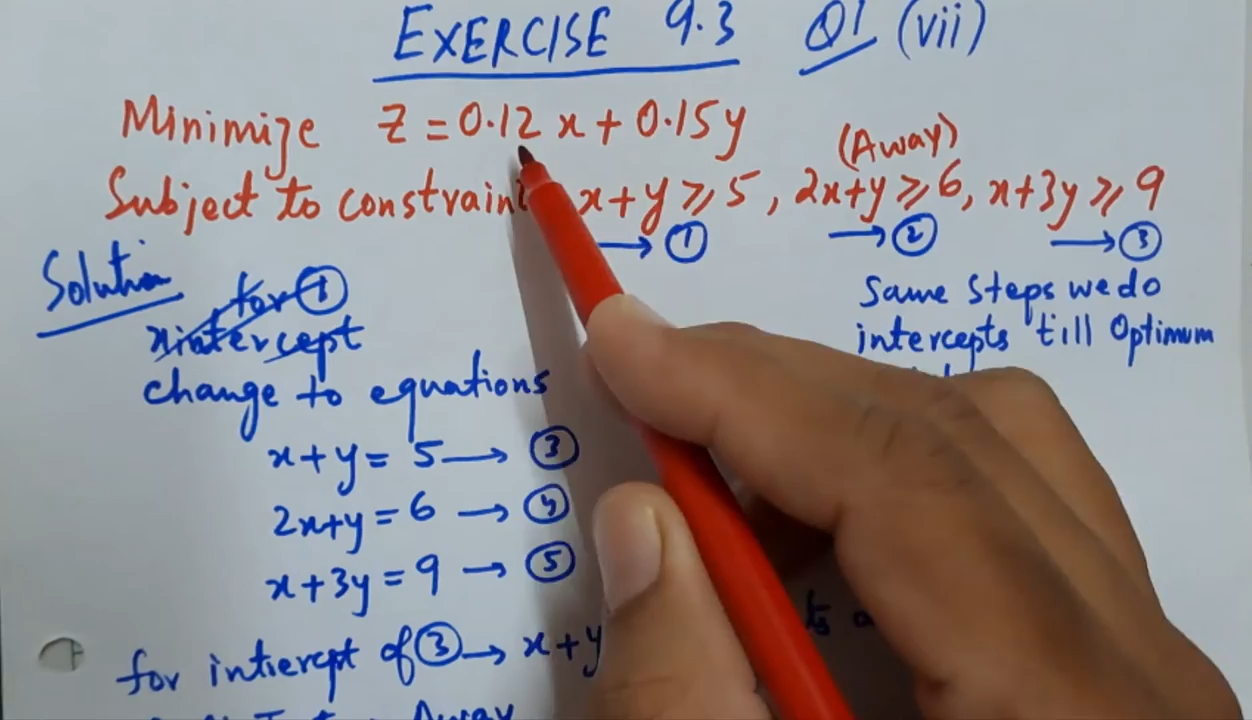 EXERCISE 9.3 Q1 (vii)
Minimize Z = 0.12 x + 0.15y
(Away)
Subject to constrain x+y ≥ 5, 2x+y ≥ 6, x+3y ≥ 9
→ ① → ② → ③
Solution
for ①
x intercept
change to equations
x+y = 5 → ③
2x+y = 6 → ④
x+3y = 9 → ⑤
for intercept of ③ → x+y
Away
Same Steps we do
intercepts till Optimum